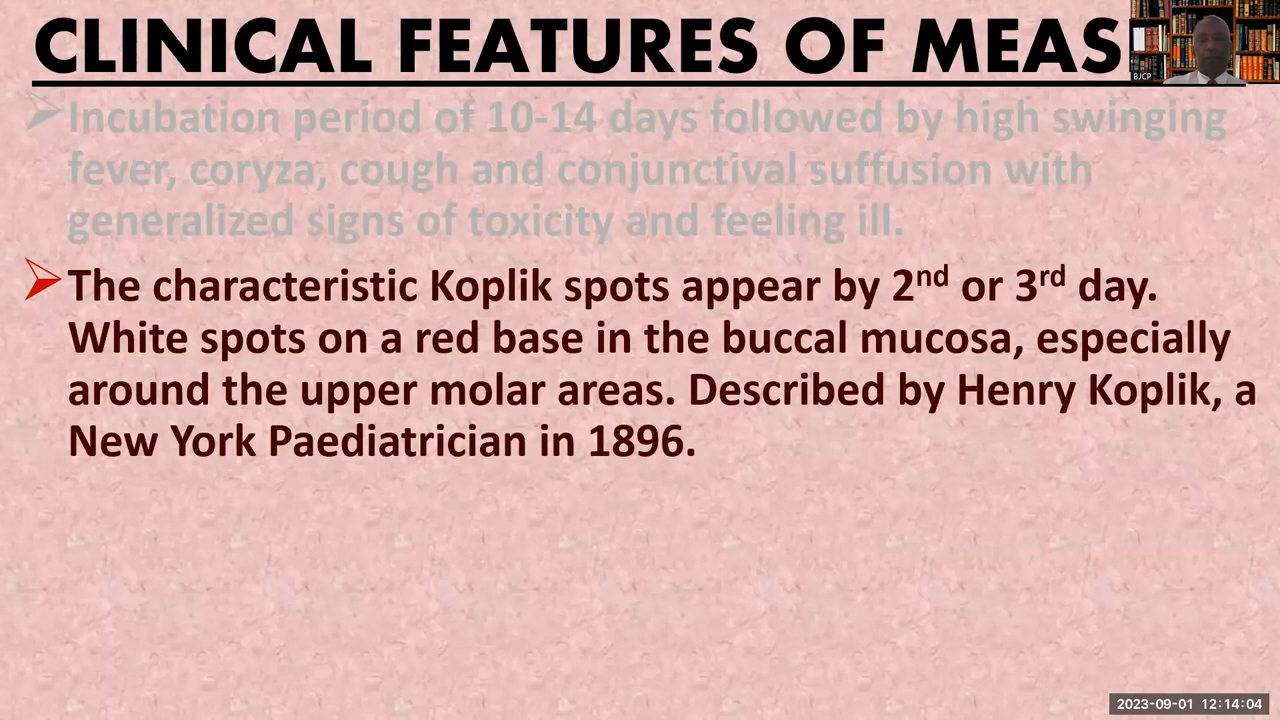 CLINICAL FEATURES OF MEAS
BJCP
Incubation period of 10-14 days followed by high swinging
fever, coryza, cough and conjunctival suffusion with
generalized signs of toxicity and feeling ill.
The characteristic Koplik spots appear by 2nd or 3rd day.
White spots on a red base in the buccal mucosa, especially
around the upper molar areas. Described by Henry Koplik, a
New York Paediatrician in 1896.
2023-09-01 12:14:04